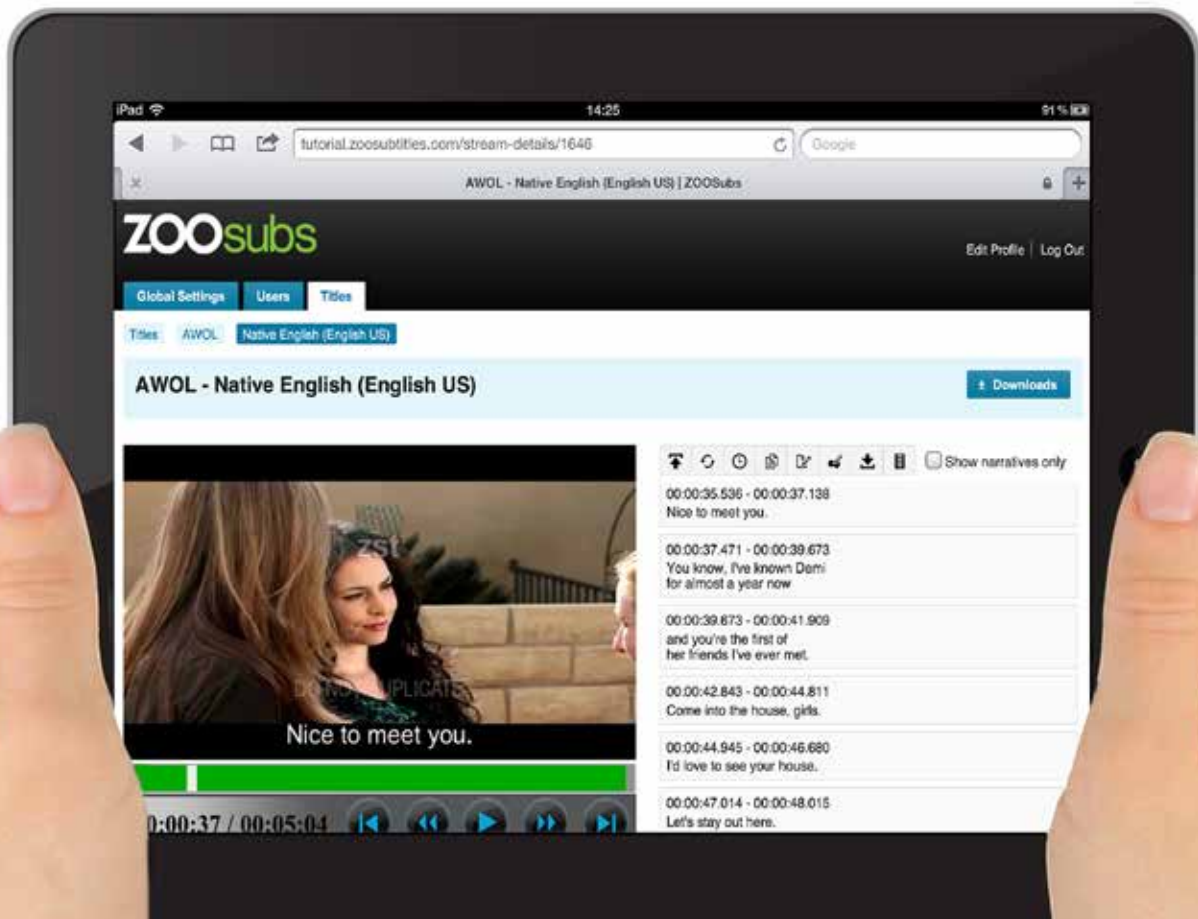 iPad
14:25
91%
tutorial.zoosubtitles.com/stream-details/1646
Google
AWOL - Native English (English US) | ZOOSubs
ZOOsubs
Edit Profile | Log Out
Global Settings Users Titles
Titles AWOL Native English (English US)
AWOL - Native English (English US)
Downloads
zst
DO NOT DUPLICATE
Nice to meet you.
0:00:37 / 00:05:04
Show narratives only
00:00:35.536 - 00:00:37.138
Nice to meet you.
00:00:37.471 - 00:00:39.673
You know, I've known Demi
for almost a year now
00:00:39.673 - 00:00:41.909
and you're the first of
her friends I've ever met.
00:00:42.843 - 00:00:44.811
Come into the house, girls.
00:00:44.945 - 00:00:46.680
I'd love to see your house.
00:00:47.014 - 00:00:48.015
Let's stay out here.